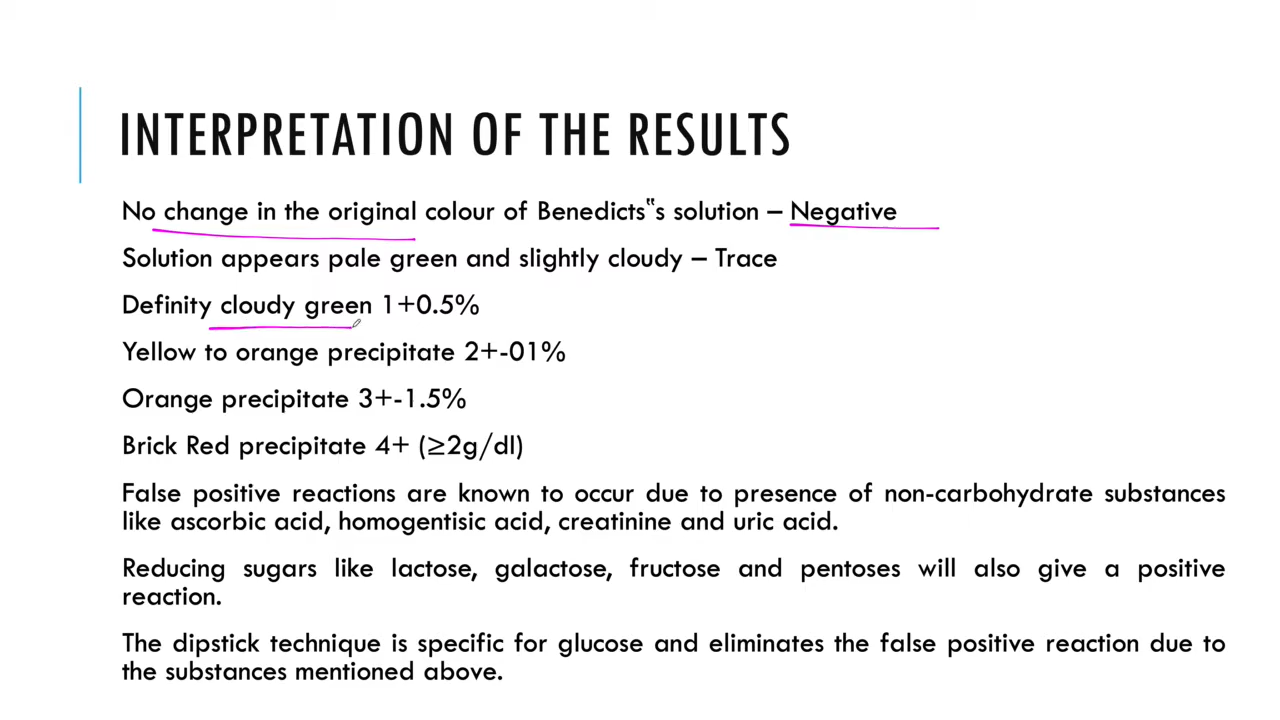 INTERPRETATION OF THE RESULTS
No change in the original colour of Benedicts‟s solution – Negative
Solution appears pale green and slightly cloudy – Trace
Definity cloudy green 1+0.5%
Yellow to orange precipitate 2+-01%
Orange precipitate 3+-1.5%
Brick Red precipitate 4+ (≥2g/dl)
False positive reactions are known to occur due to presence of non-carbohydrate substances
like ascorbic acid, homogentisic acid, creatinine and uric acid.
Reducing sugars like lactose, galactose, fructose and pentoses will also give a positive
reaction.
The dipstick technique is specific for glucose and eliminates the false positive reaction due to
the substances mentioned above.